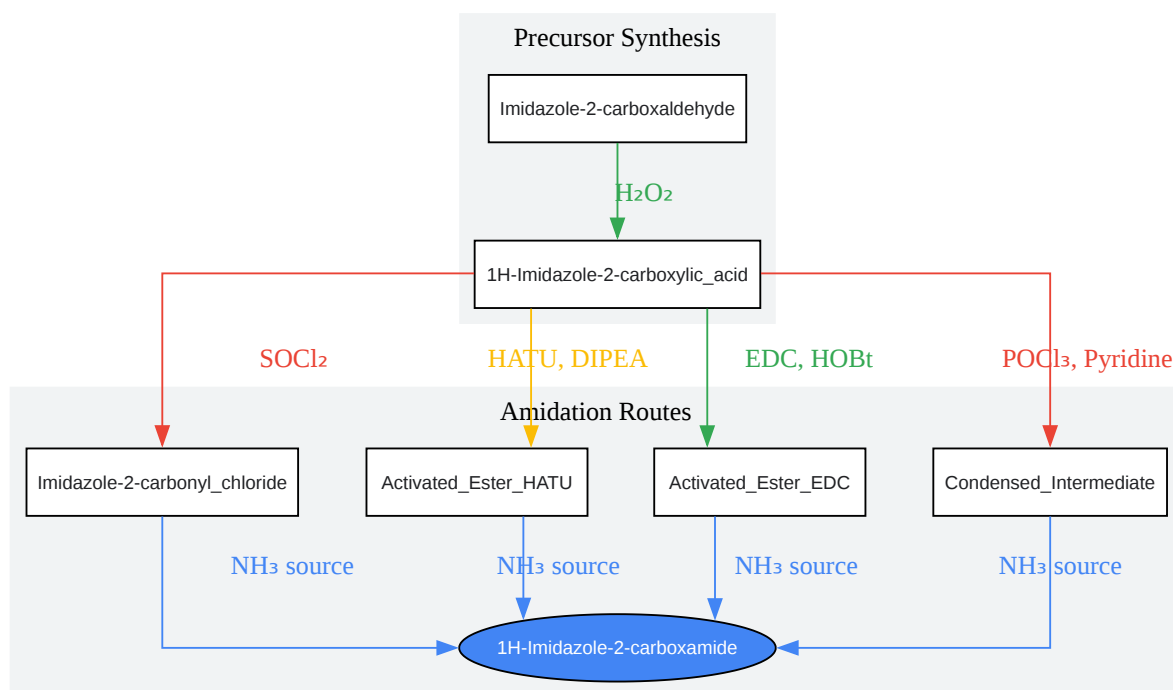 Precursor Synthesis
Imidazole-2-carboxaldehyde
H₂O₂
1H-Imidazole-2-carboxylic_acid
SOCl₂
HATU, DIPEA
EDC, HOBt
POCl₃, Pyridine
Amidation Routes
Imidazole-2-carbonyl_chloride
Activated_Ester_HATU
Activated_Ester_EDC
Condensed_Intermediate
NH₃ source
NH₃ source
NH₃ source
NH₃ source
1H-Imidazole-2-carboxamide